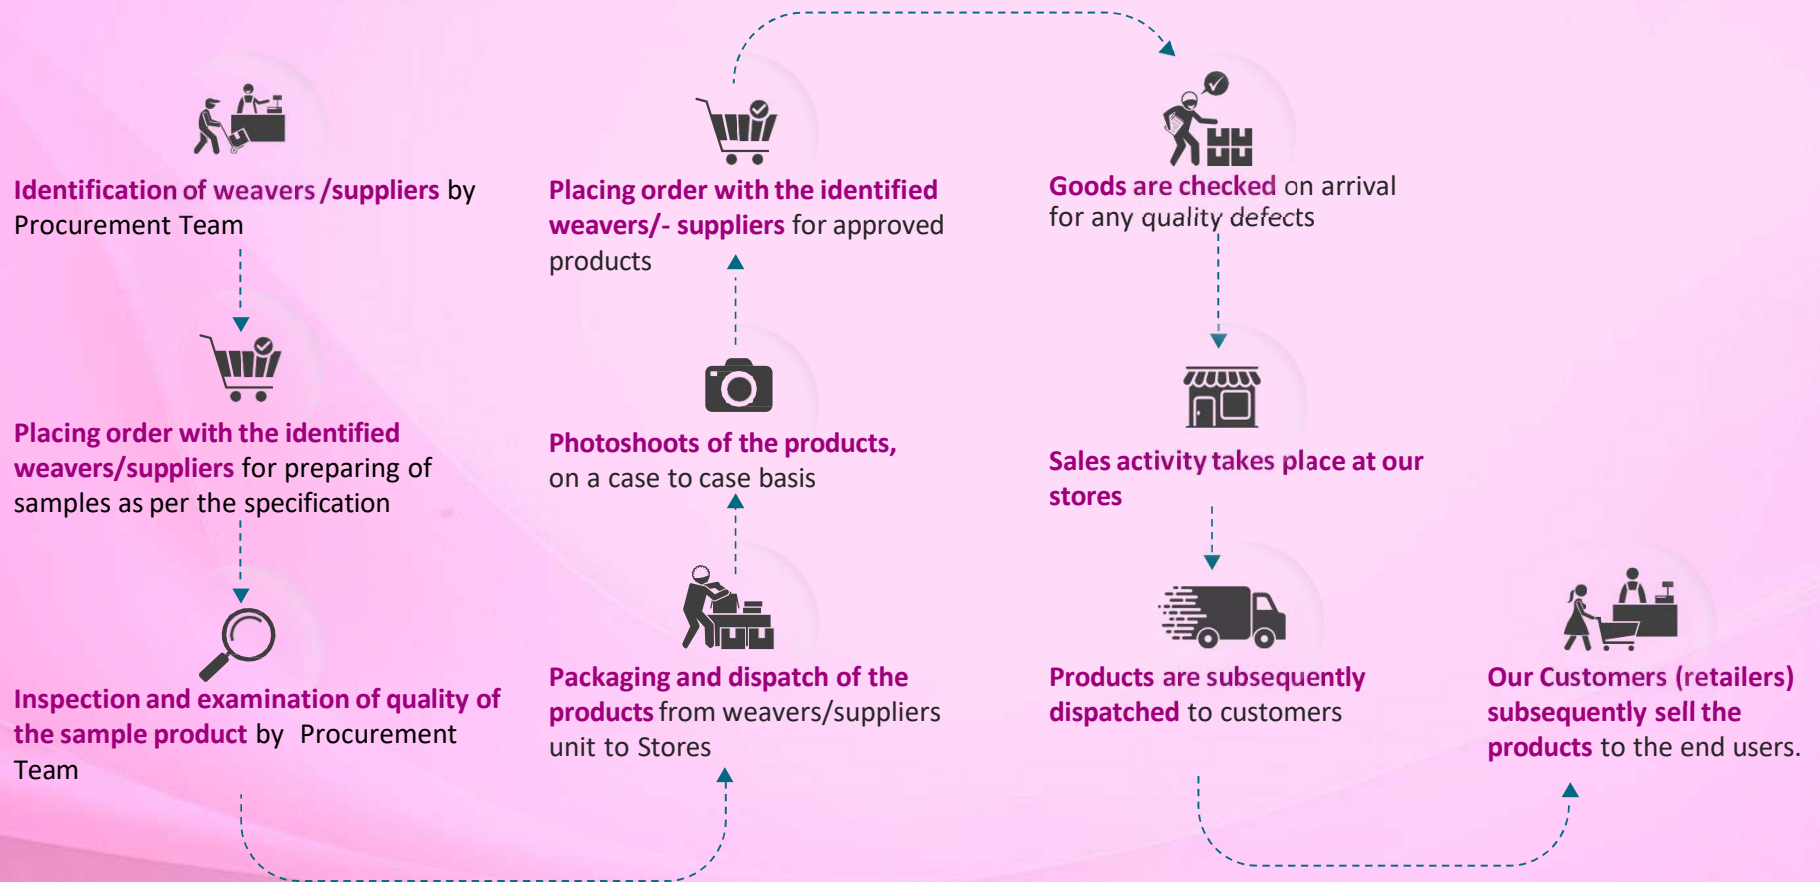 Identification of weavers /suppliers by
Procurement Team
Placing order with the identified
weavers/suppliers for preparing of
samples as per the specification
Inspection and examination of quality of
the sample product by Procurement
Team
Packaging and dispatch of the
products from weavers/suppliers
unit to Stores
Photoshoots of the products,
on a case to case basis
Placing order with the identified
weavers/- suppliers for approved
products
Goods are checked on arrival
for any quality defects
Sales activity takes place at our
stores
Products are subsequently
dispatched to customers
Our Customers (retailers)
subsequently sell the
products to the end users.